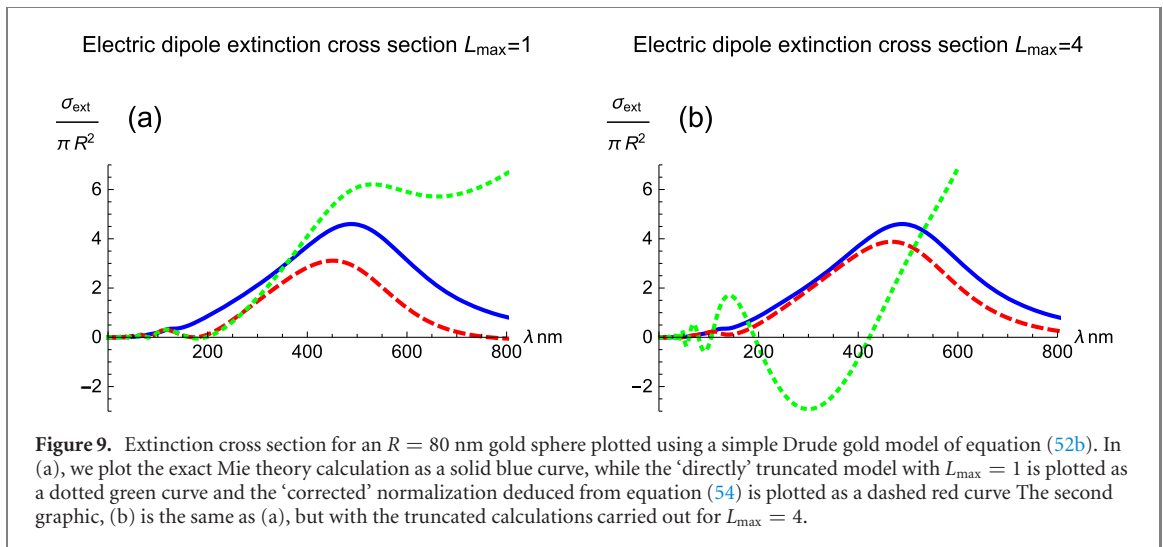 Electric dipole extinction cross section Lmax=1
Electric dipole extinction cross section Lmax=4
σext
π R²
(a)
6
4
2
0
−2
200
400
600
800
λ nm
σext
π R²
(b)
6
4
2
0
−2
200
400
600
800
λ nm
Figure 9. Extinction cross section for an R = 80 nm gold sphere plotted using a simple Drude gold model of equation (52b). In
(a), we plot the exact Mie theory calculation as a solid blue curve, while the ‘directly’ truncated model with Lmax = 1 is plotted as
a dotted green curve and the ‘corrected’ normalization deduced from equation (54) is plotted as a dashed red curve The second
graphic, (b) is the same as (a), but with the truncated calculations carried out for Lmax = 4.